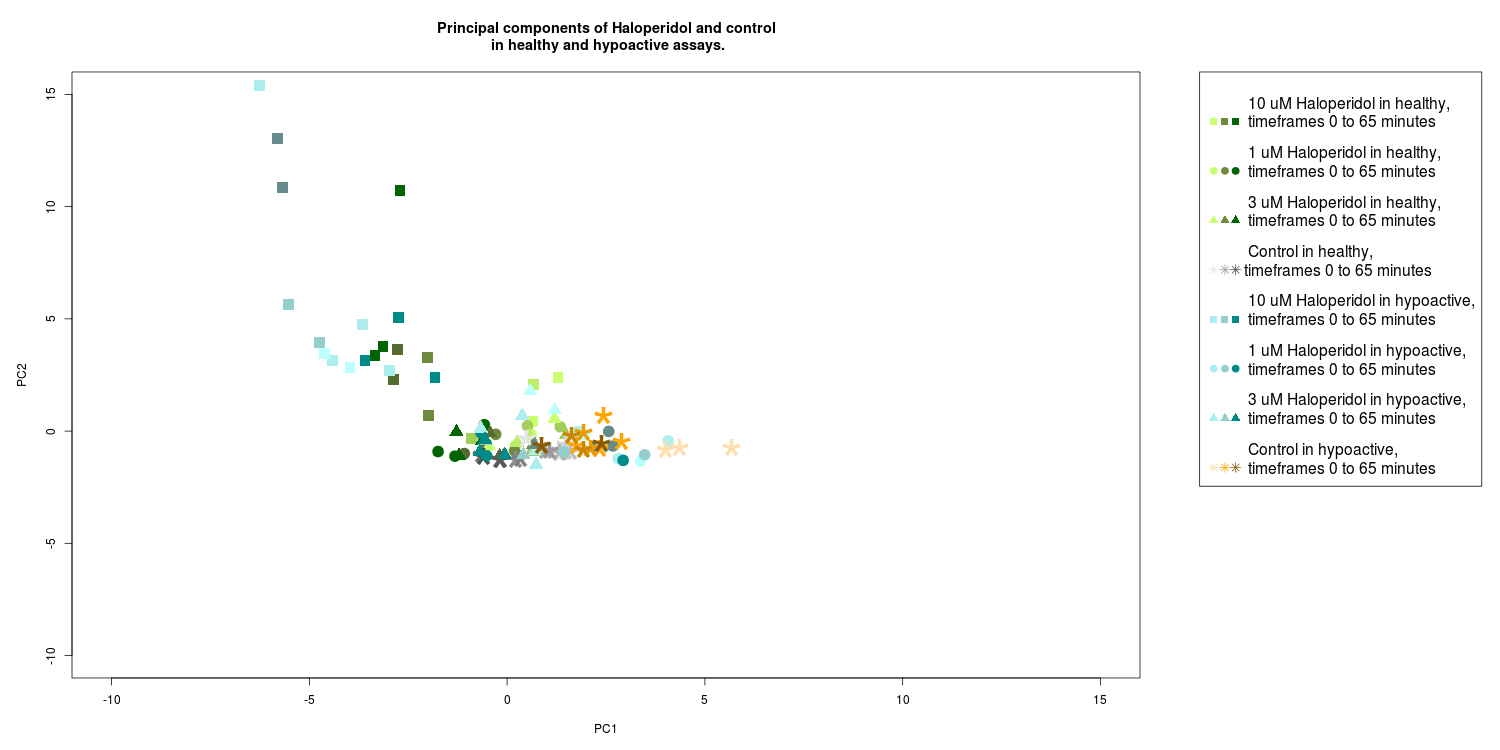 Principal components of Haloperidol and control
in healthy and hypoactive assays.
15
10
5
0
-5
-10
PC2
-10
-5
0
5
10
15
PC1
10 uM Haloperidol in healthy,
timeframes 0 to 65 minutes
1 uM Haloperidol in healthy,
timeframes 0 to 65 minutes
3 uM Haloperidol in healthy,
timeframes 0 to 65 minutes
Control in healthy,
timeframes 0 to 65 minutes
10 uM Haloperidol in hypoactive,
timeframes 0 to 65 minutes
1 uM Haloperidol in hypoactive,
timeframes 0 to 65 minutes
3 uM Haloperidol in hypoactive,
timeframes 0 to 65 minutes
Control in hypoactive,
timeframes 0 to 65 minutes